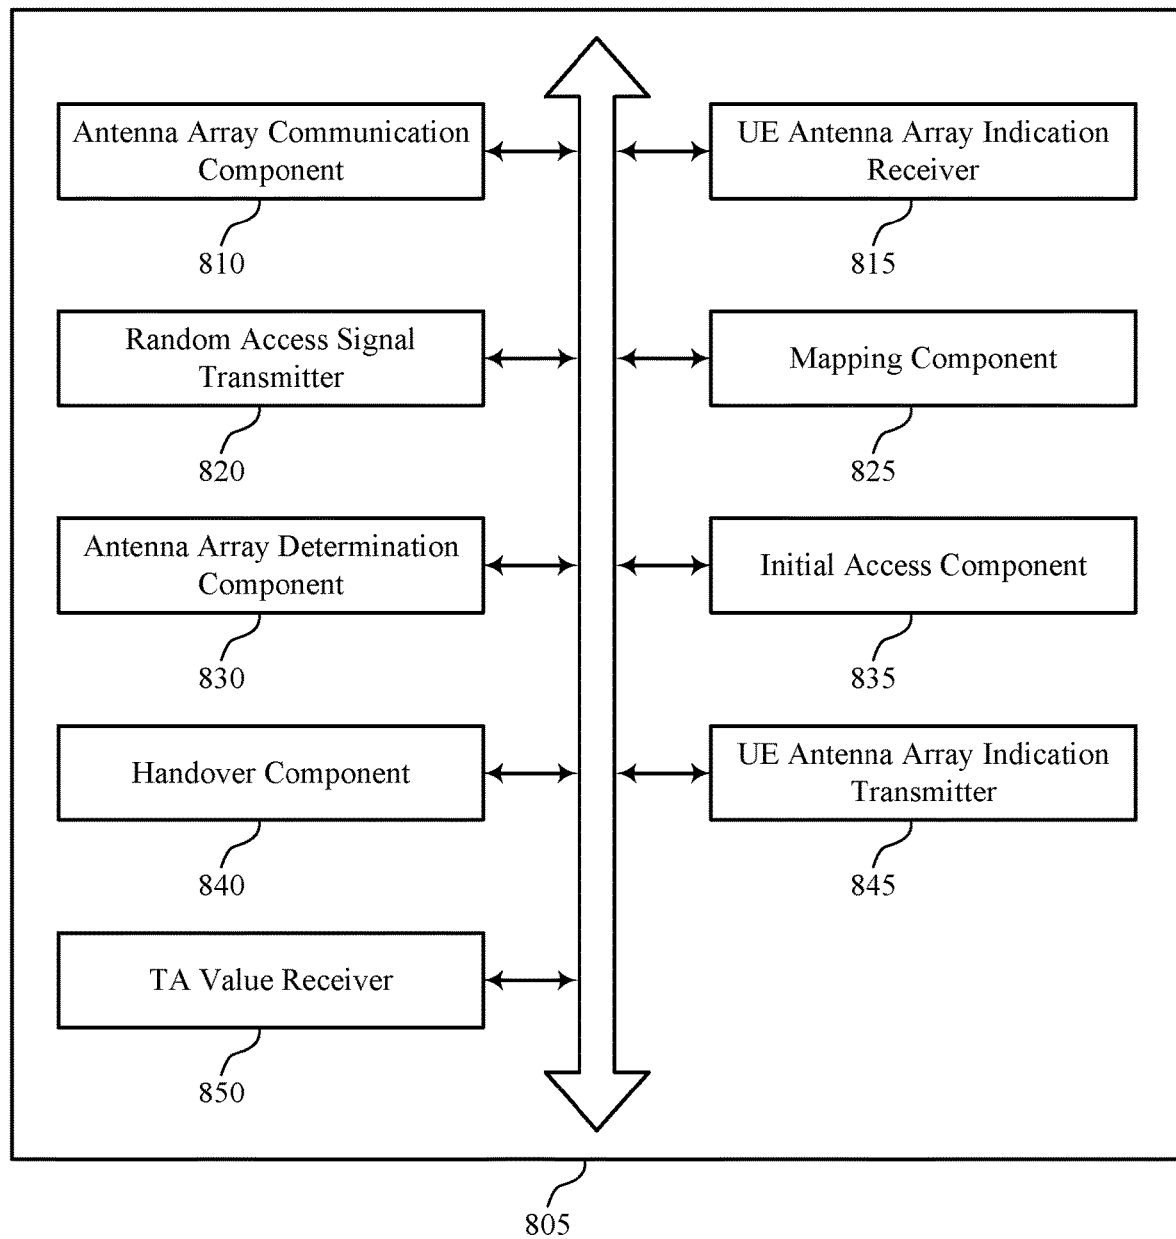 Antenna Array Communication
Component
810
UE Antenna Array Indication
Receiver
815
Random Access Signal
Transmitter
820
Mapping Component
825
Antenna Array Determination
Component
830
Initial Access Component
835
Handover Component
840
UE Antenna Array Indication
Transmitter
845
TA Value Receiver
850
805